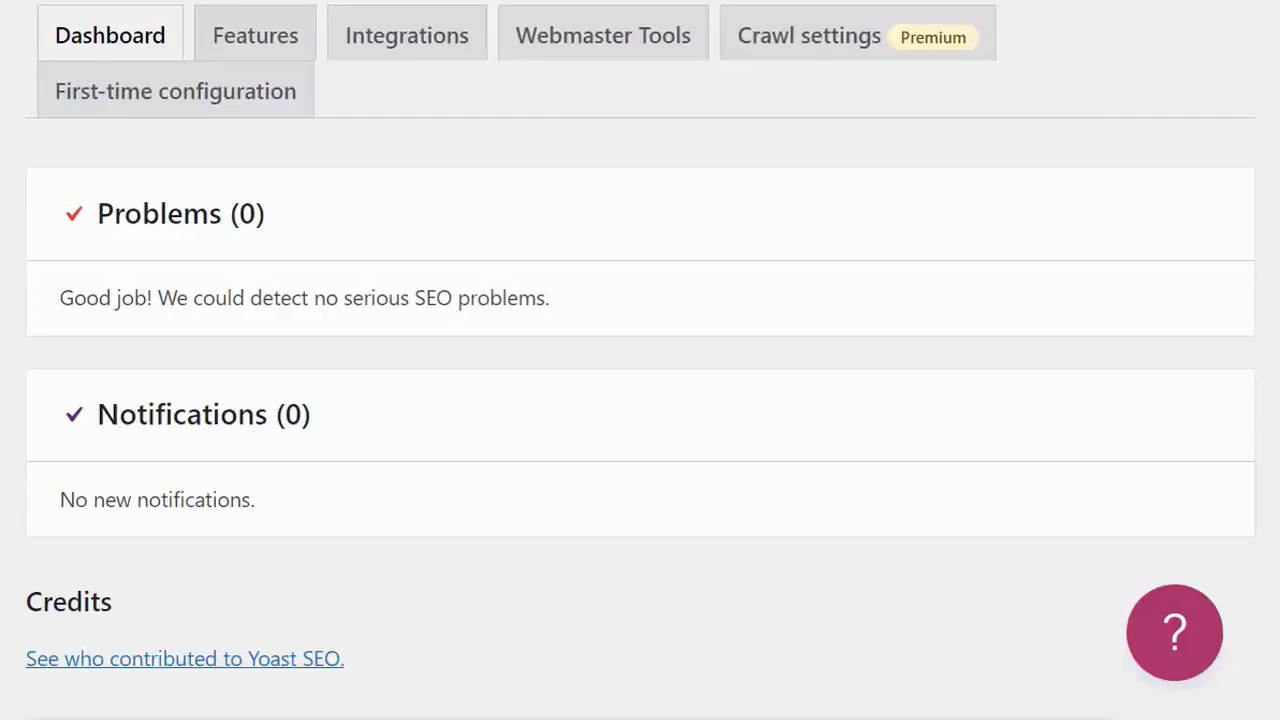 Dashboard
Features
Integrations
Webmaster Tools
Crawl settings Premium
First-time configuration
Problems (0)
Good job! We could detect no serious SEO problems.
Notifications (0)
No new notifications.
Credits
See who contributed to Yoast SEO.
?